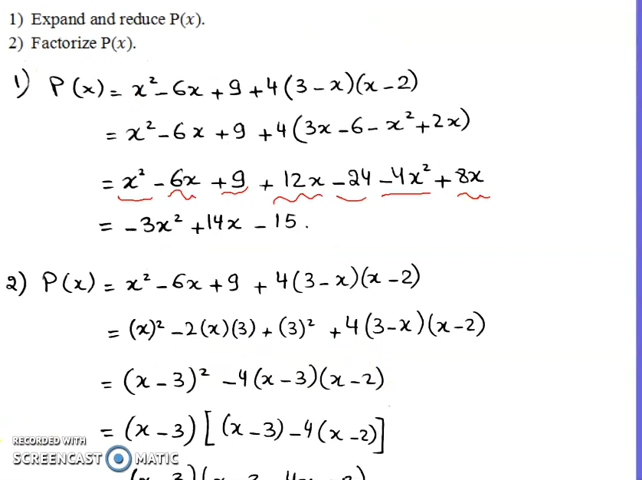 1) Expand and reduce P(x).
2) Factorize P(x).
1) P(x) = x² - 6x + 9 + 4(3 - x)(x - 2)
= x² - 6x + 9 + 4(3x - 6 - x² + 2x)
= x² - 6x + 9 + 12x - 24 - 4x² + 8x
= -3x² + 14x - 15.
2) P(x) = x² - 6x + 9 + 4(3 - x)(x - 2)
= (x)² - 2(x)(3) + (3)² + 4(3 - x)(x - 2)
= (x - 3)² - 4(x - 3)(x - 2)
= (x - 3)[(x - 3) - 4(x - 2)]
RECORDED WITH
SCREENCAST MATIC